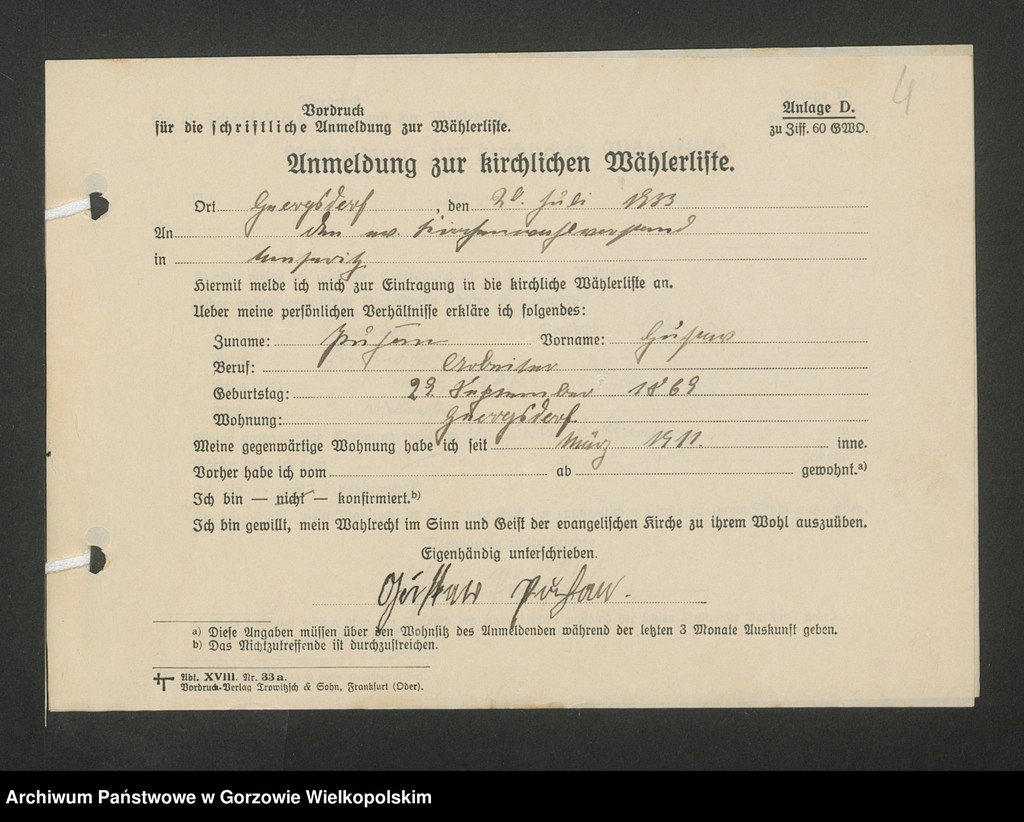 4
Vordruck
für die schriftliche Anmeldung zur Wählerliste.
Anlage D.
zu Ziff. 60 GWO.
Anmeldung zur kirchlichen Wählerliste.
Ort Georgsdorf, den 20. Juli 1933
An den ev. Kirchenwahlvorstand
in
Hiermit melde ich mich zur Eintragung in die kirchliche Wählerliste an.
Ueber meine persönlichen Verhältnisse erkläre ich folgendes:
Zuname: Vorname: Gustav
Beruf: Arbeiter
Geburtstag: 29. September 1869
Wohnung: Georgsdorf
Meine gegenwärtige Wohnung habe ich seit März 1911. inne.
Vorher habe ich vom ab gewohnt.a)
Ich bin — nicht — konfirmiert.b)
Ich bin gewillt, mein Wahlrecht im Sinn und Geist der evangelischen Kirche zu ihrem Wohl auszuüben.
Eigenhändig unterschrieben.
Gustav
a) Diese Angaben müssen über den Wohnsitz des Anmeldenden während der letzten 3 Monate Auskunft geben.
b) Das Nichtzutreffende ist durchzustreichen.
Abt. XVIII. Nr. 33a.
Vordruck-Verlag Trowitzsch & Sohn, Frankfurt (Oder).
Archiwum Państwowe w Gorzowie Wielkopolskim